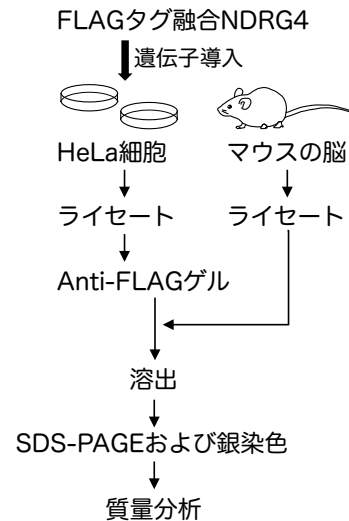 FLAGタグ融合NDRG4
遺伝子導入
HeLa細胞 マウスの脳
ライセート ライセート
Anti-FLAGゲル
溶出
SDS-PAGEおよび銀染色
質量分析